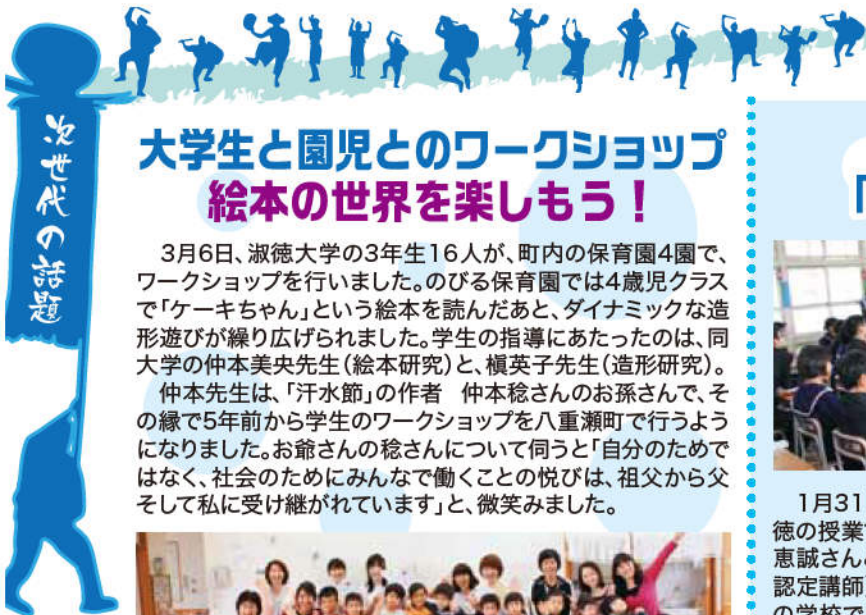 次世代の話題
大学生と園児とのワークショップ
絵本の世界を楽しもう！
3月6日、淑徳大学の3年生16人が、町内の保育園4園で、
ワークショップを行いました。のびる保育園では4歳児クラス
で「ケーキちゃん」という絵本を読んだあと、ダイナミックな造
形遊びが繰り広げられました。学生の指導にあたったのは、同
大学の仲本美央先生(絵本研究)と、槇英子先生(造形研究)。
仲本先生は、「汗水節」の作者　仲本稔さんのお孫さんで、そ
の縁で5年前から学生のワークショップを八重瀬町で行うよう
になりました。お爺さんの稔さんについて伺うと「自分のためで
はなく、社会のためにみんなで働くことの悦びは、祖父から父
そして私に受け継がれています」と、微笑みました。
「
1月31
徳の授業
恵誠さん
認定講師
の学校で